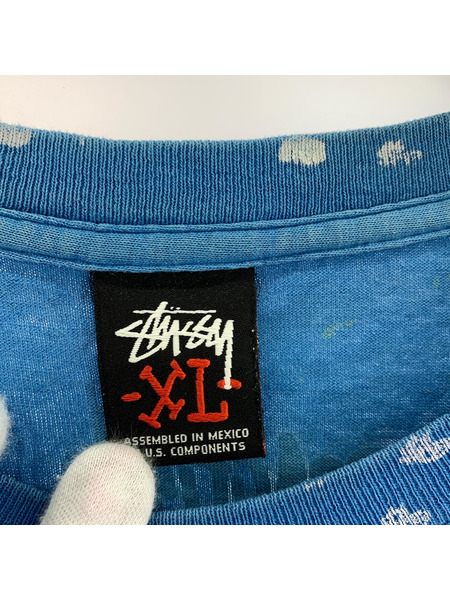 STÜSSY
-XL-
ASSEMBLED IN MEXICO
U.S. COMPONENTS